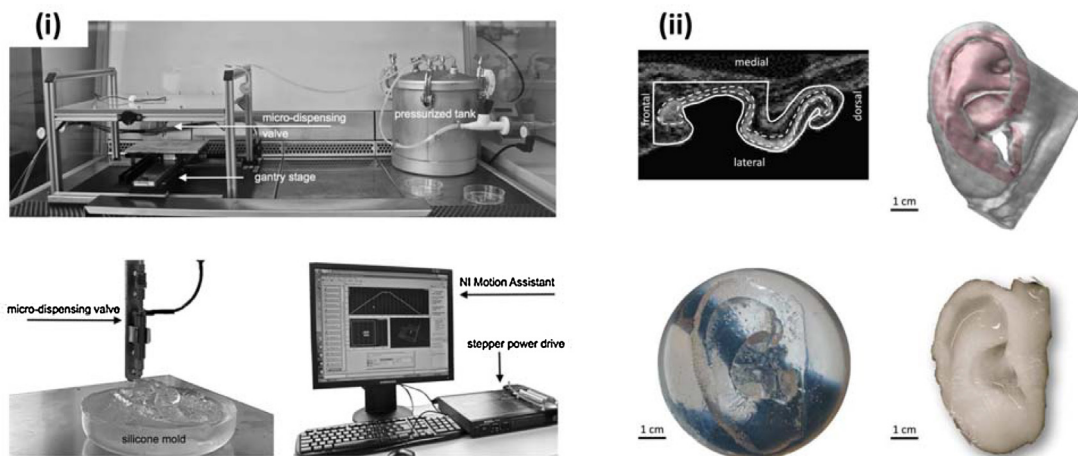 (i)
micro-dispensing
valve
pressurized tank
gantry stage
micro-dispensing valve
silicone mold
NI Motion Assistant
stepper power drive
(ii)
medial
frontal
dorsal
lateral
1 cm
1 cm
1 cm